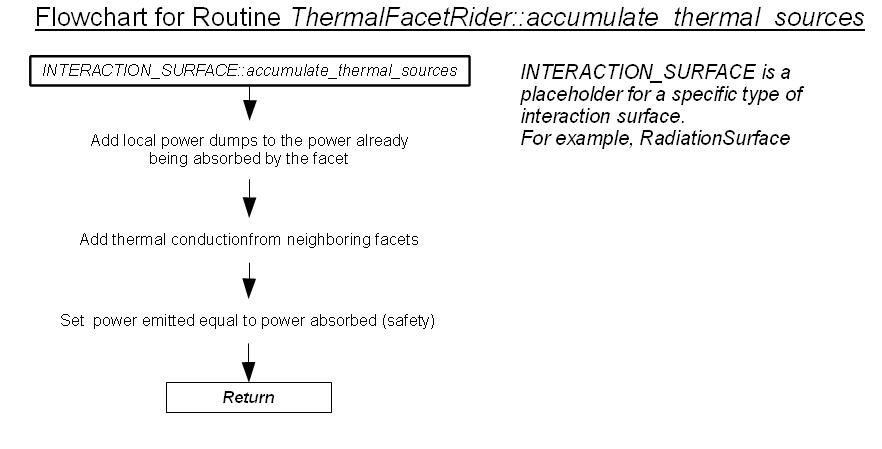 Flowchart for Routine ThermalFacetRider::accumulate_thermal_sources
INTERACTION_SURFACE::accumulate_thermal_sources
INTERACTION_SURFACE is a
placeholder for a specific type of
interaction surface.
For example, RadiationSurface
Add local power dumps to the power already
being absorbed by the facet
Add thermal conductionfrom neighboring facets
Set power emitted equal to power absorbed (safety)
Return